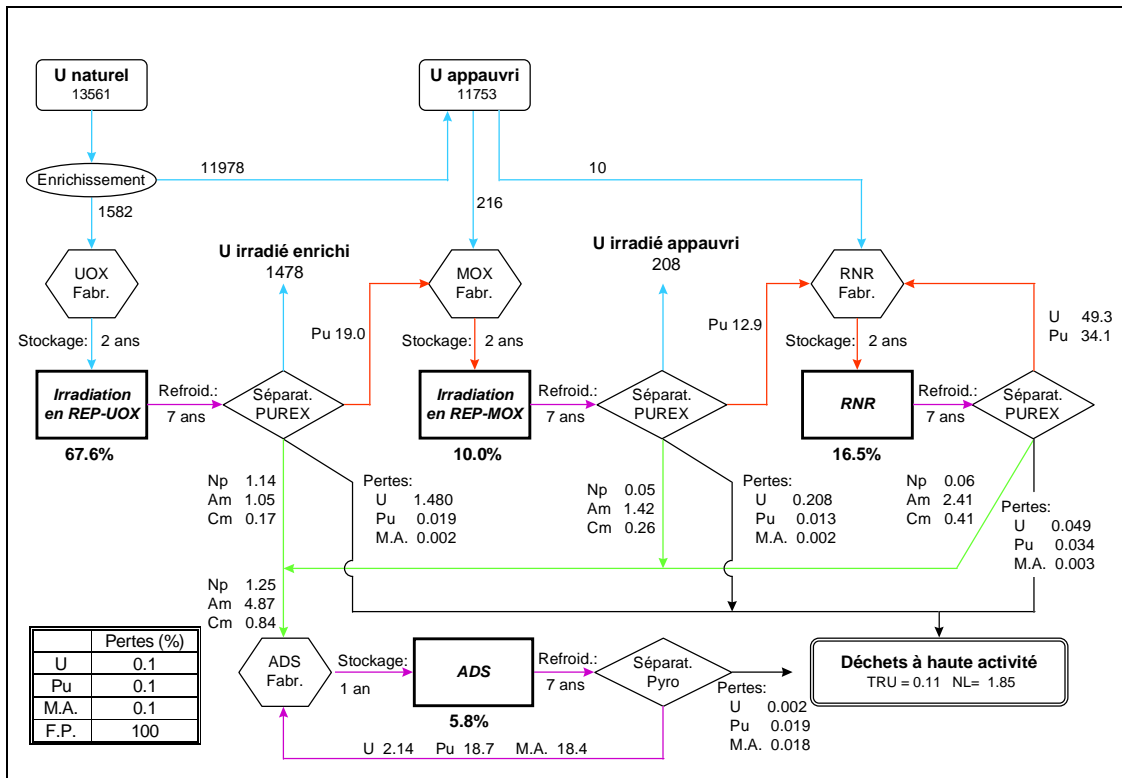 U naturel
13561
U appauvri
11753
Enrichissement
11978
10
1582
216
U irradié enrichi
1478
U irradié appauvri
208
UOX
Fabr.
MOX
Fabr.
RNR
Fabr.
Pu 19.0
Pu 12.9
U 49.3
Pu 34.1
Stockage: 2 ans
Stockage: 2 ans
Stockage: 2 ans
Irradiation
en REP-UOX
Refroid.:
7 ans
Séparat.
PUREX
Irradiation
en REP-MOX
Refroid.:
7 ans
Séparat.
PUREX
RNR
Refroid.:
7 ans
Séparat.
PUREX
67.6%
10.0%
16.5%
Np 1.14
Am 1.05
Cm 0.17
Pertes:
U 1.480
Pu 0.019
M.A. 0.002
Np 0.05
Am 1.42
Cm 0.26
Pertes:
U 0.208
Pu 0.013
M.A. 0.002
Np 0.06
Am 2.41
Cm 0.41
Pertes:
U 0.049
Pu 0.034
M.A. 0.003
Np 1.25
Am 4.87
Cm 0.84
Pertes (%)
U 0.1
Pu 0.1
M.A. 0.1
F.P. 100
ADS
Fabr.
Stockage:
1 an
ADS
5.8%
Refroid.:
7 ans
Séparat.
Pyro
Pertes:
U 0.002
Pu 0.019
M.A. 0.018
Déchets à haute activité
TRU = 0.11 NL= 1.85
U 2.14 Pu 18.7 M.A. 18.4